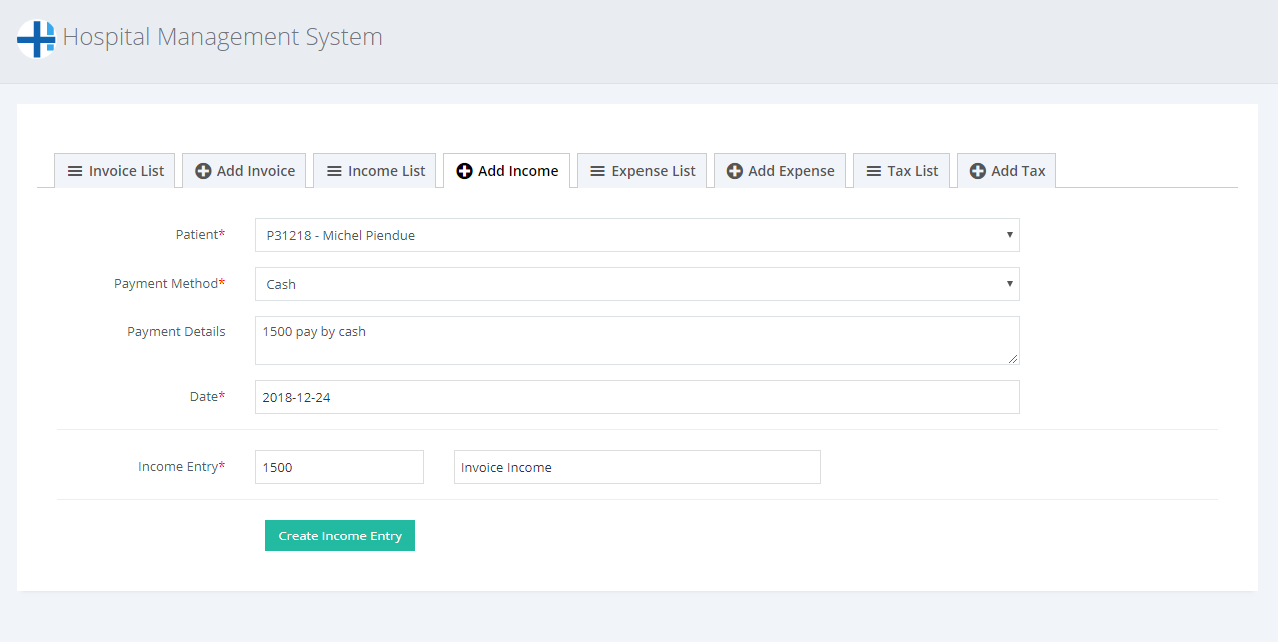 Hospital Management System
Invoice List Add Invoice Income List Add Income Expense List Add Expense Tax List Add Tax
Patient* P31218 - Michel Piendue
Payment Method* Cash
Payment Details 1500 pay by cash
Date* 2018-12-24
Income Entry* 1500 Invoice Income
Create Income Entry